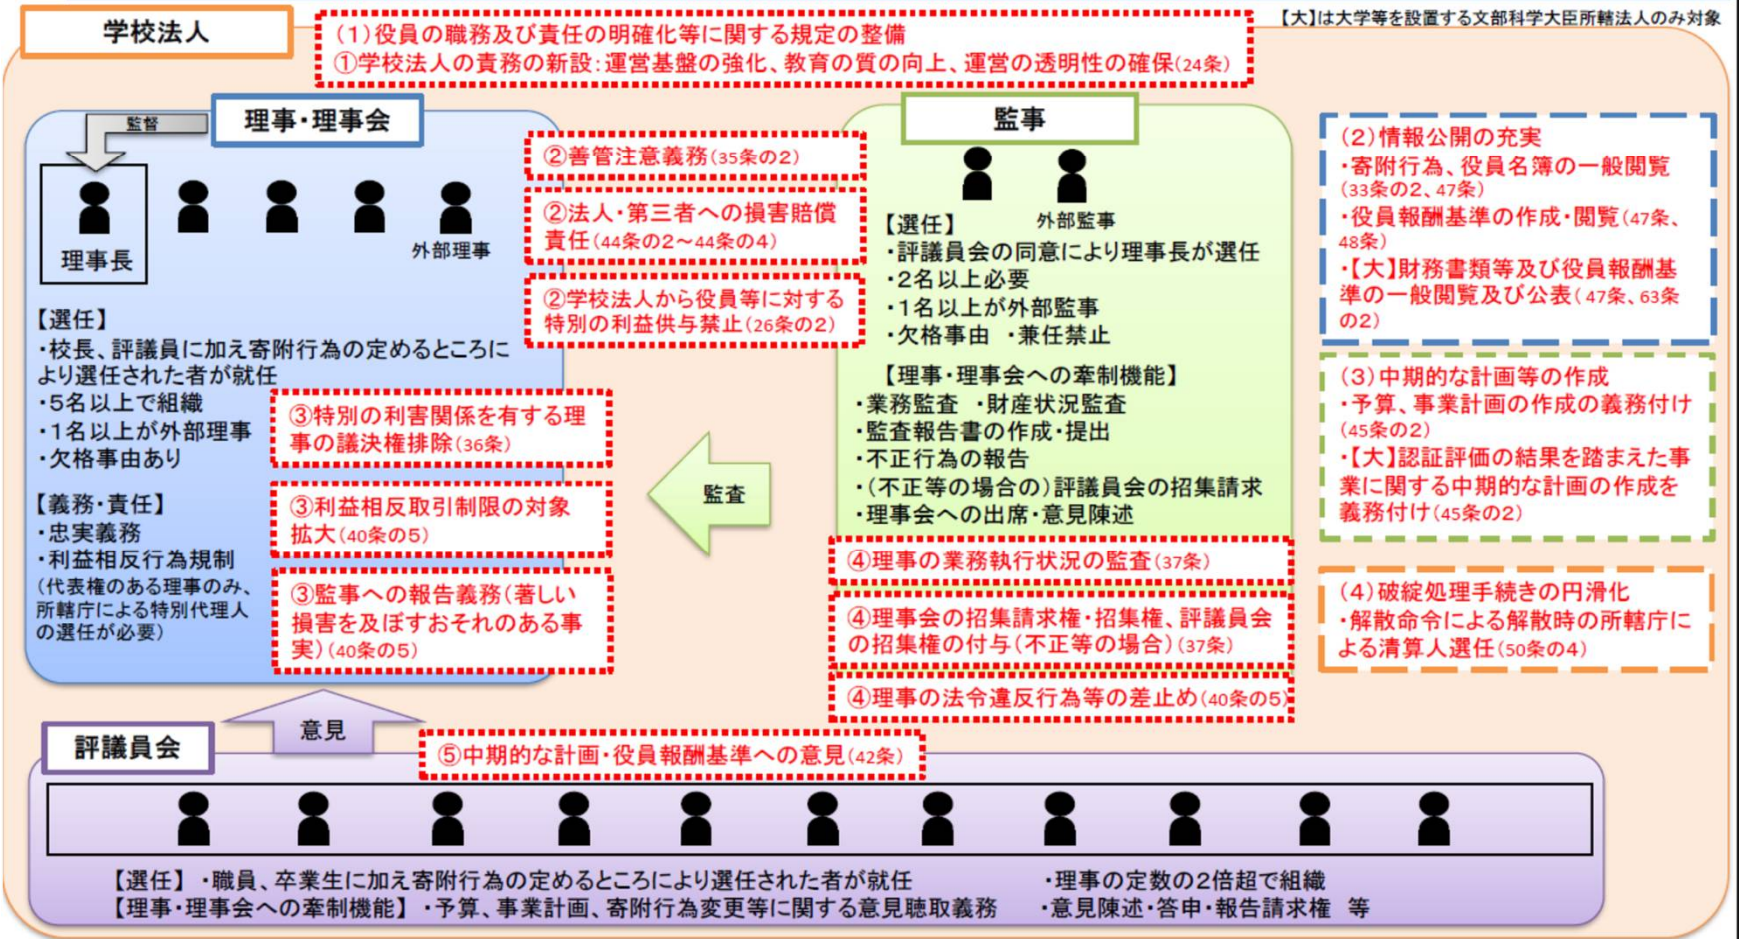 【大】は大学等を設置する文部科学大臣所轄法人のみ対象
学校法人
(1)役員の職務及び責任の明確化等に関する規定の整備
①学校法人の責務の新設:運営基盤の強化、教育の質の向上、運営の透明性の確保(24条)
理事・理事会
監督
理事長
外部理事
【選任】
・校長、評議員に加え寄附行為の定めるところに
より選任された者が就任
・5名以上で組織
・1名以上が外部理事
・欠格事由あり
【義務・責任】
・忠実義務
・利益相反行為規制
(代表権のある理事のみ、
所轄庁による特別代理人
の選任が必要)
②善管注意義務(35条の2)
②法人・第三者への損害賠償
責任(44条の2~44条の4)
②学校法人から役員等に対する
特別の利益供与禁止(26条の2)
③特別の利害関係を有する理
事の議決権排除(36条)
③利益相反取引制限の対象
拡大(40条の5)
③監事への報告義務(著しい
損害を及ぼすおそれのある事
実)(40条の5)
監査
監事
外部監事
【選任】
・評議員会の同意により理事長が選任
・2名以上必要
・1名以上が外部監事
・欠格事由 ・兼任禁止
【理事・理事会への牽制機能】
・業務監査 ・財産状況監査
・監査報告書の作成・提出
・不正行為の報告
・(不正等の場合の)評議員会の招集請求
・理事会への出席・意見陳述
④理事の業務執行状況の監査(37条)
④理事会の招集請求権・招集権、評議員会
の招集権の付与(不正等の場合)(37条)
④理事の法令違反行為等の差止め(40条の5)
(2)情報公開の充実
・寄附行為、役員名簿の一般閲覧
(33条の2、47条)
・役員報酬基準の作成・閲覧(47条、
48条)
・【大】財務書類等及び役員報酬基
準の一般閲覧及び公表(47条、63条
の2)
(3)中期的な計画等の作成
・予算、事業計画の作成の義務付け
(45条の2)
・【大】認証評価の結果を踏まえた事
業に関する中期的な計画の作成を
義務付け(45条の2)
(4)破綻処理手続きの円滑化
・解散命令による解散時の所轄庁に
よる清算人選任(50条の4)
意見
評議員会
⑤中期的な計画・役員報酬基準への意見(42条)
【選任】 ・職員、卒業生に加え寄附行為の定めるところにより選任された者が就任 ・理事の定数の2倍超で組織
【理事・理事会への牽制機能】 ・予算、事業計画、寄附行為変更等に関する意見聴取義務 ・意見陳述・答申・報告請求権 等